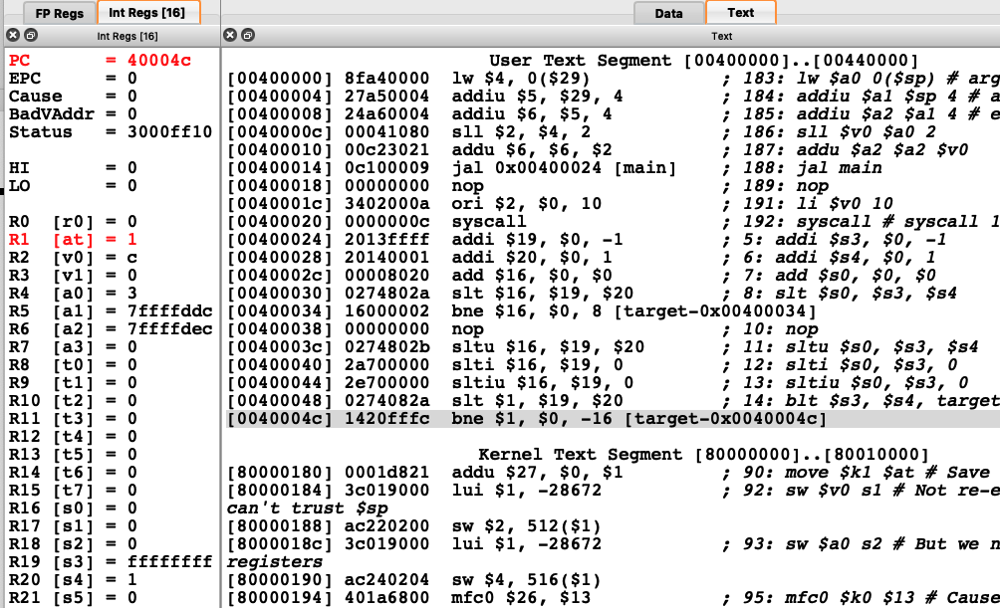 FP Regs
Int Regs [16]
Int Regs [16]
PC = 40004c
EPC = 0
Cause = 0
BadVAddr = 0
Status = 3000ff10
HI = 0
LO = 0
R0 [r0] = 0
R1 [at] = 1
R2 [v0] = c
R3 [v1] = 0
R4 [a0] = 3
R5 [a1] = 7ffffddc
R6 [a2] = 7ffffdec
R7 [a3] = 0
R8 [t0] = 0
R9 [t1] = 0
R10 [t2] = 0
R11 [t3] = 0
R12 [t4] = 0
R13 [t5] = 0
R14 [t6] = 0
R15 [t7] = 0
R16 [s0] = 0
R17 [s1] = 0
R18 [s2] = 0
R19 [s3] = ffffffff
R20 [s4] = 1
R21 [s5] = 0
Data
Text
Text
User Text Segment [00400000]..[00440000]
[00400000] 8fa40000 lw $4, 0($29) ; 183: lw $a0 0($sp) # arg
[00400004] 27a50004 addiu $5, $29, 4 ; 184: addiu $a1 $sp 4 # a
[00400008] 24a60004 addiu $6, $5, 4 ; 185: addiu $a2 $a1 4 # e
[0040000c] 00041080 sll $2, $4, 2 ; 186: sll $v0 $a0 2
[00400010] 00c23021 addu $6, $6, $2 ; 187: addu $a2 $a2 $v0
[00400014] 0c100009 jal 0x00400024 [main] ; 188: jal main
[00400018] 00000000 nop ; 189: nop
[0040001c] 3402000a ori $2, $0, 10 ; 191: li $v0 10
[00400020] 0000000c syscall ; 192: syscall # syscall 1
[00400024] 2013ffff addi $19, $0, -1 ; 5: addi $s3, $0, -1
[00400028] 20140001 addi $20, $0, 1 ; 6: addi $s4, $0, 1
[0040002c] 00008020 add $16, $0, $0 ; 7: add $s0, $0, $0
[00400030] 0274802a slt $16, $19, $20 ; 8: slt $s0, $s3, $s4
[00400034] 16000002 bne $16, $0, 8 [target-0x00400034]
[00400038] 00000000 nop ; 10: nop
[0040003c] 0274802b sltu $16, $19, $20 ; 11: sltu $s0, $s3, $s4
[00400040] 2a700000 slti $16, $19, 0 ; 12: slti $s0, $s3, 0
[00400044] 2e700000 sltiu $16, $19, 0 ; 13: sltiu $s0, $s3, 0
[00400048] 0274082a slt $1, $19, $20 ; 14: blt $s3, $s4, target
[0040004c] 1420fffc bne $1, $0, -16 [target-0x0040004c]
Kernel Text Segment [80000000]..[80010000]
[80000180] 0001d821 addu $27, $0, $1 ; 90: move $k1 $at # Save
[80000184] 3c019000 lui $1, -28672 ; 92: sw $v0 s1 # Not re-e
can't trust $sp
[80000188] ac220200 sw $2, 512($1)
[8000018c] 3c019000 lui $1, -28672 ; 93: sw $a0 s2 # But we n
registers
[80000190] ac240204 sw $4, 516($1)
[80000194] 401a6800 mfc0 $26, $13 ; 95: mfc0 $k0 $13 # Cause